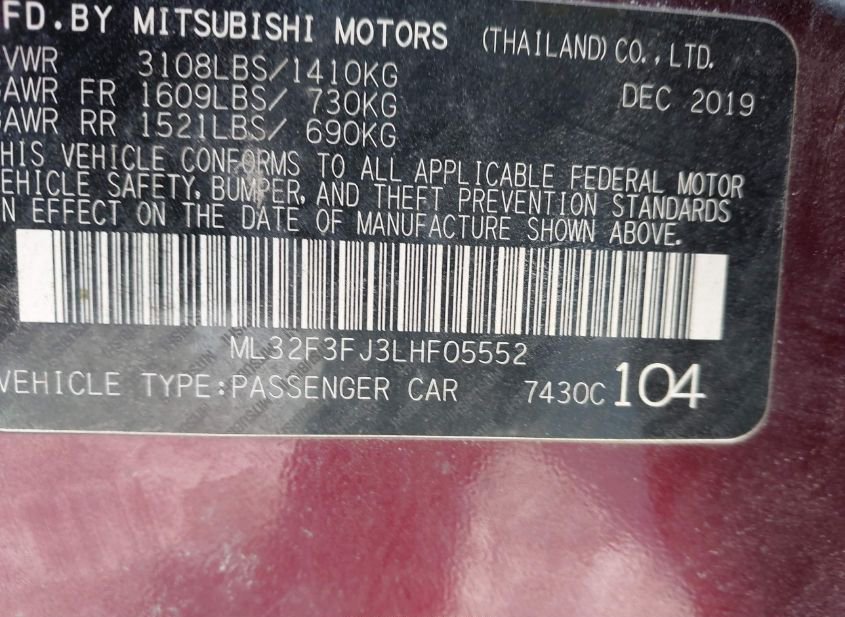 FD.BY MITSUBISHI MOTORS (THAILAND) CO., LTD.
VWR 3108LBS/1410KG DEC 2019
AWR FR 1609LBS/ 730KG
AWR RR 1521LBS/ 690KG
HIS VEHICLE CONFORMS TO ALL APPLICABLE FEDERAL MOTOR
EHICLE SAFETY, BUMPER, AND THEFT PREVENTION STANDARDS
N EFFECT ON THE DATE OF MANUFACTURE SHOWN ABOVE.
ML32F3FJ3LHF05552
VEHICLE TYPE:PASSENGER CAR 7430C 104